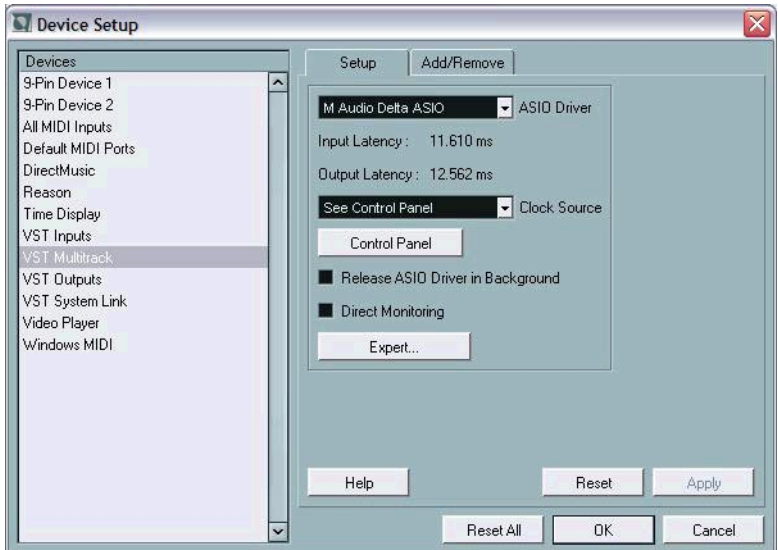 Device Setup
Devices
9-Pin Device 1
9-Pin Device 2
All MIDI Inputs
Default MIDI Ports
DirectMusic
Reason
Time Display
VST Inputs
VST Multitrack
VST Outputs
VST System Link
Video Player
Windows MIDI
Setup
Add/Remove
M Audio Delta ASIO
ASIO Driver
Input Latency : 11.610 ms
Output Latency : 12.562 ms
See Control Panel
Clock Source
Control Panel
Release ASIO Driver in Background
Direct Monitoring
Expert...
Help
Reset
Apply
Reset All
OK
Cancel